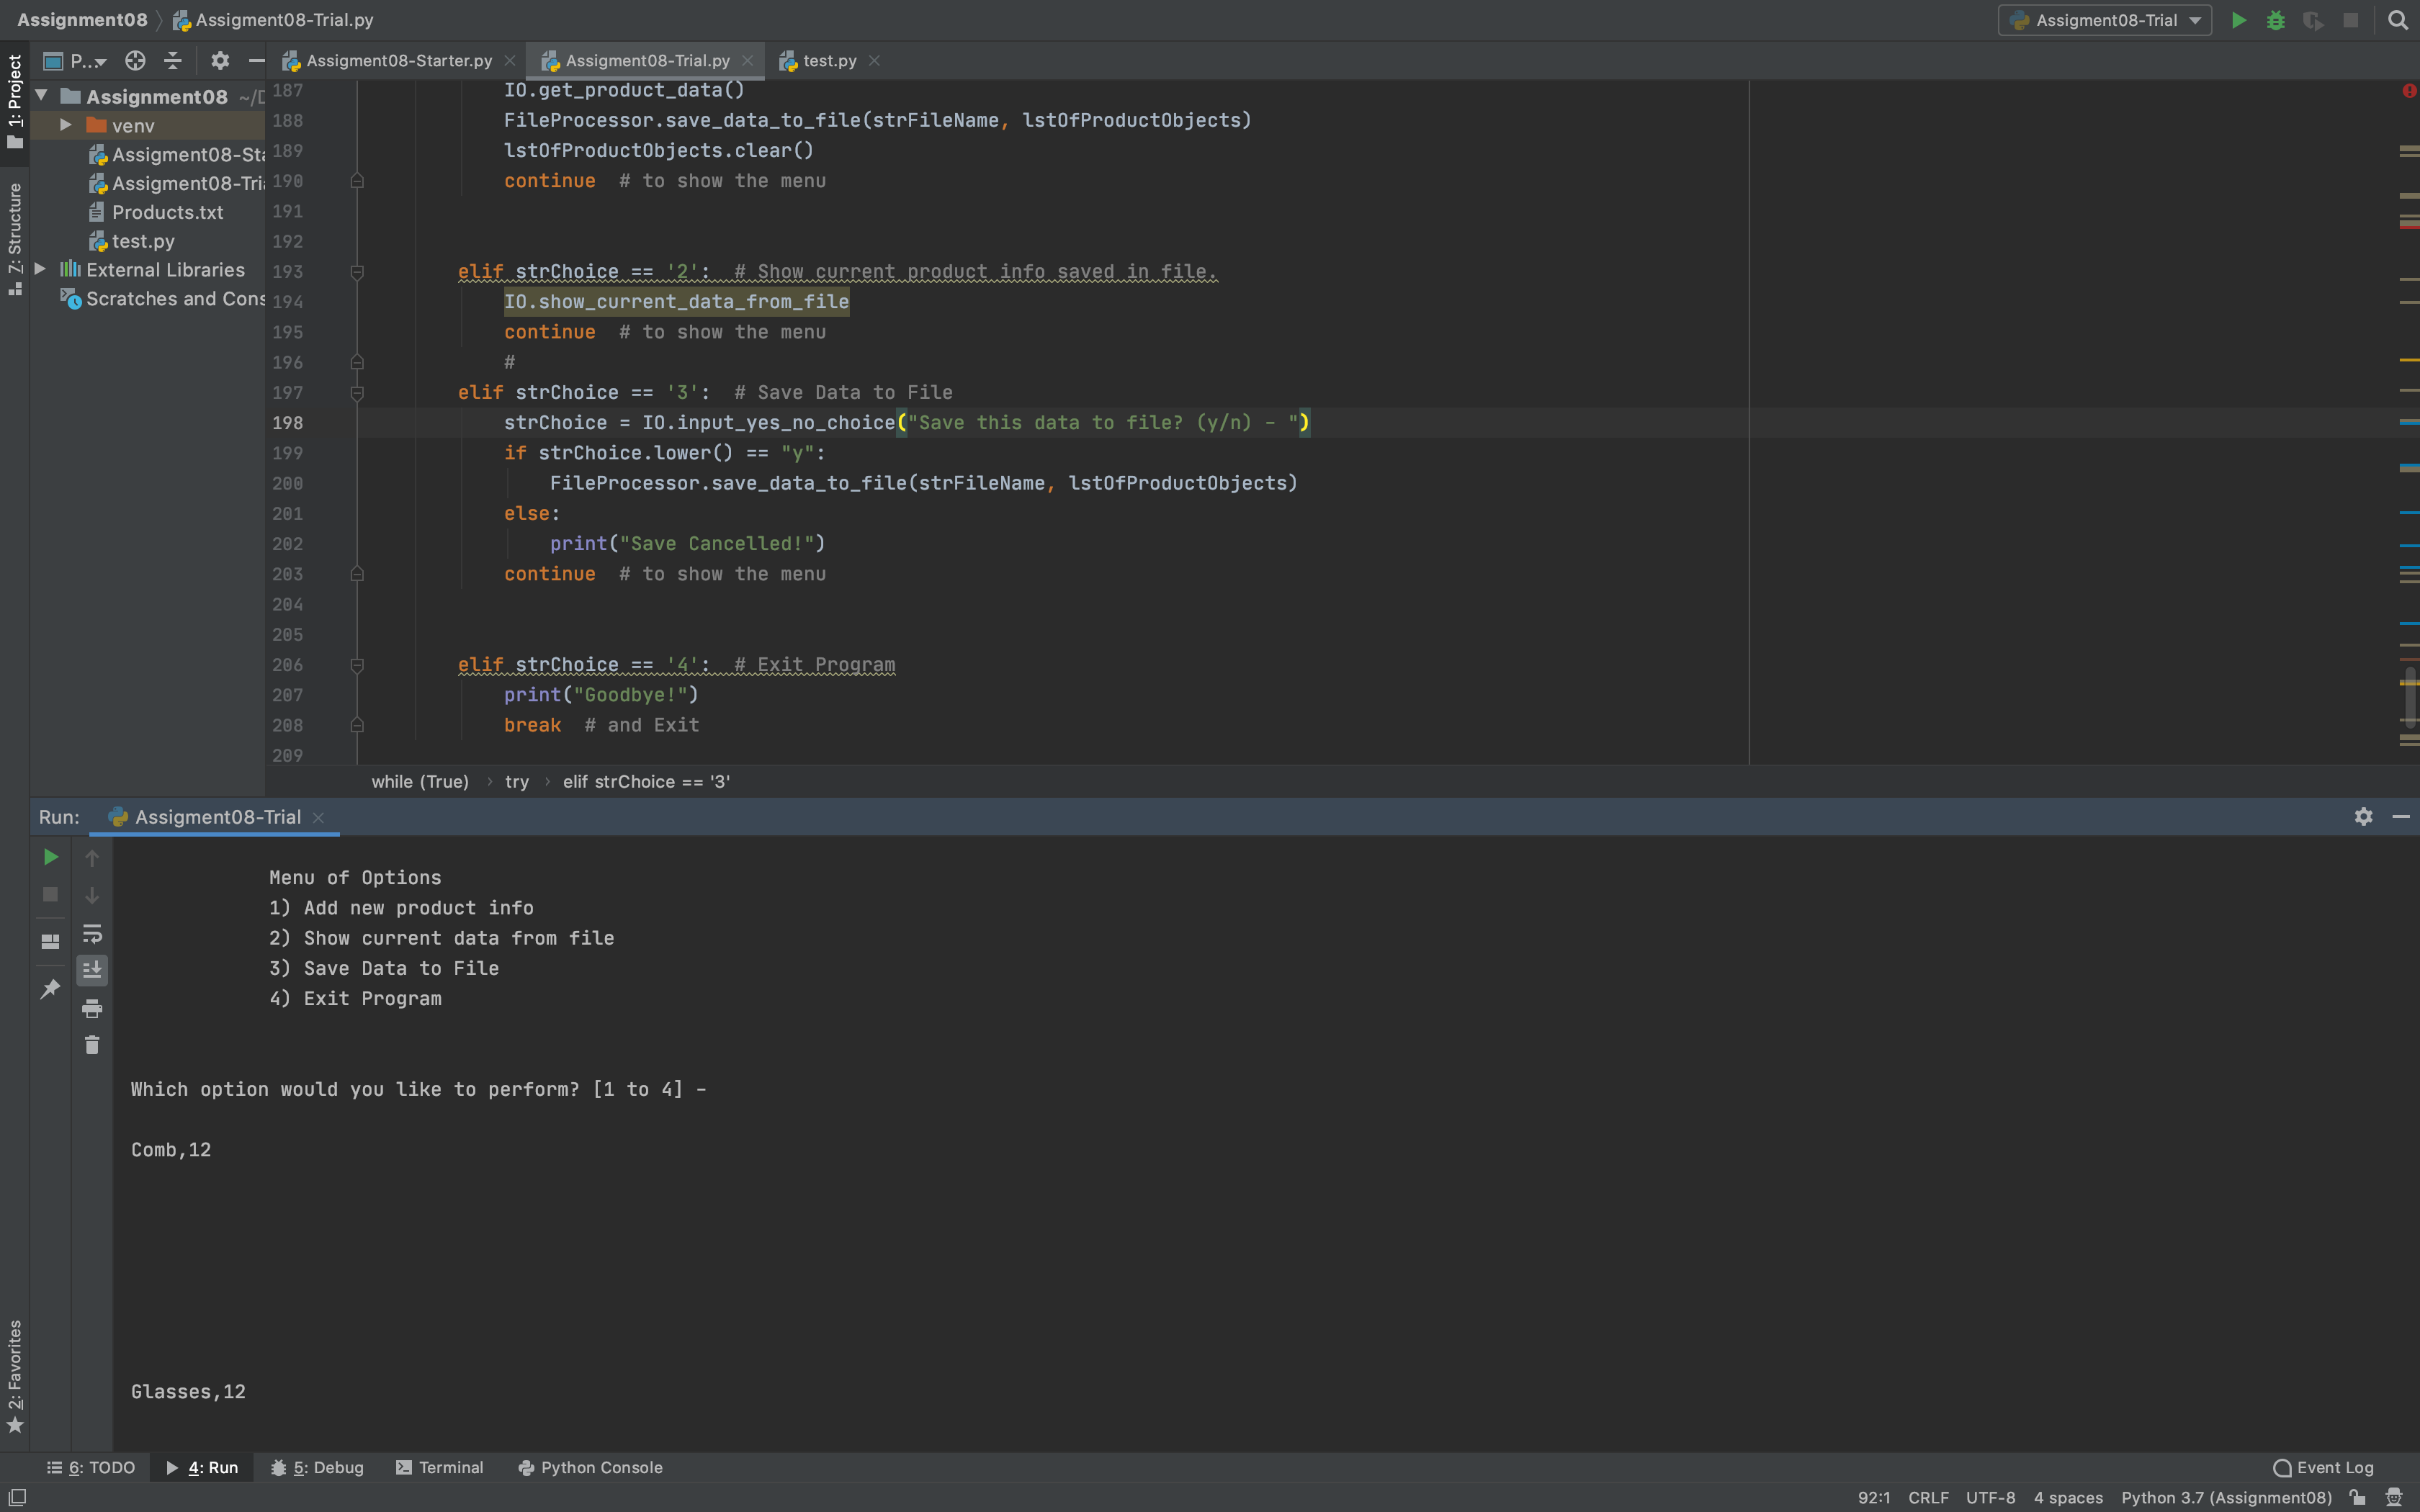 Assignment08 Assigment08-Trial.py Assigment08-Trial
P... Assigment08-Starter.py Assigment08-Trial.py test.py
1: Project
7: Structure
2: Favorites
Assignment08 ~/D
venv
Assigment08-Sta
Assigment08-Tria
Products.txt
test.py
External Libraries
Scratches and Cons
187 IO.get_product_data()
188 FileProcessor.save_data_to_file(strFileName, lstOfProductObjects)
189 lstOfProductObjects.clear()
190 continue # to show the menu
191
192
193 elif strChoice == '2': # Show current product info saved in file.
194 IO.show_current_data_from_file
195 continue # to show the menu
196 #
197 elif strChoice == '3': # Save Data to File
198 strChoice = IO.input_yes_no_choice("Save this data to file? (y/n) - ")
199 if strChoice.lower() == "y":
200 FileProcessor.save_data_to_file(strFileName, lstOfProductObjects)
201 else:
202 print("Save Cancelled!")
203 continue # to show the menu
204
205
206 elif strChoice == '4': # Exit Program
207 print("Goodbye!")
208 break # and Exit
209
while (True) › try › elif strChoice == '3'
Run: Assigment08-Trial
Menu of Options
1) Add new product info
2) Show current data from file
3) Save Data to File
4) Exit Program
Which option would you like to perform? [1 to 4] -
Comb,12
Glasses,12
6: TODO 4: Run 5: Debug Terminal Python Console Event Log
92:1 CRLF UTF-8 4 spaces Python 3.7 (Assignment08)